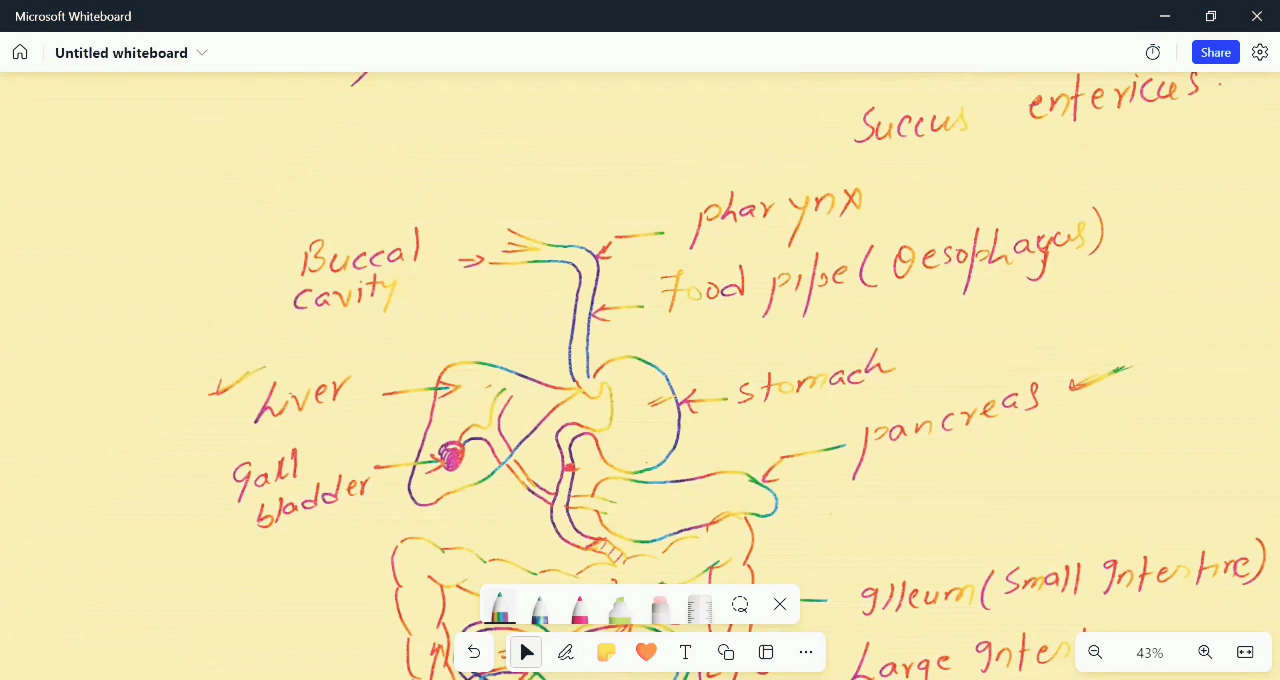 Microsoft Whiteboard
Untitled whiteboard
Share
Succus entericus.
pharynx
Buccal cavity
Food pipe (Oesophagus)
Liver
stomach
pancreas
Gall bladder
Illeum (Small Intestine)
Large Intes
43%